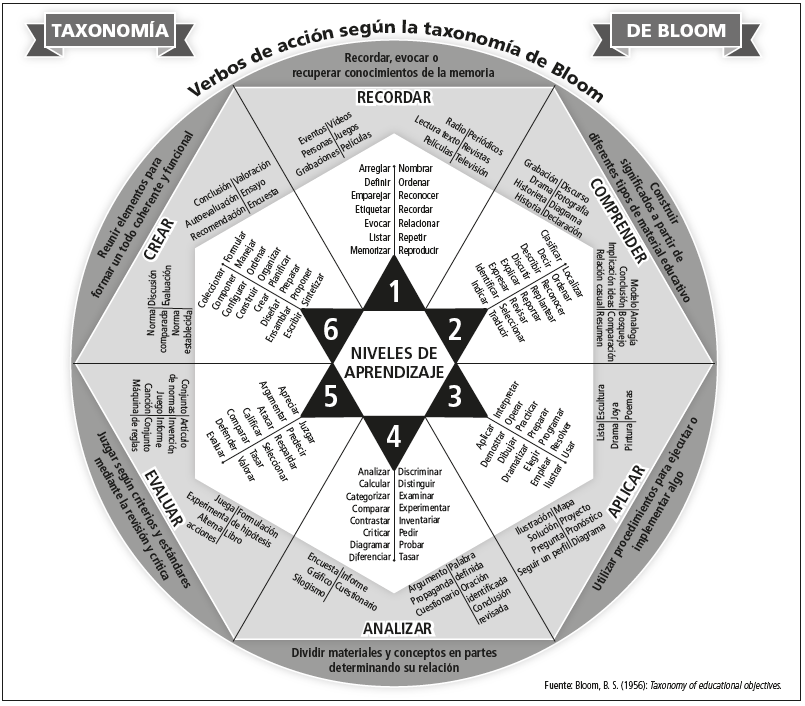 TAXONOMÍA
DE BLOOM
Verbos de acción según la taxonomía de Bloom
Recordar, evocar o
recuperar conocimientos de la memoria
RECORDAR
Eventos Vídeos
Personas Juegos
Grabaciones Películas
Radio Periódicos
Lectura texto Revistas
Películas Televisión
Arreglar Nombrar
Definir Ordenar
Emparejar Reconocer
Etiquetar Recordar
Evocar Relacionar
Listar Repetir
Memorizar Reproducir
1
Construir
significados a partir de
diferentes tipos de material educativo
COMPRENDER
Grabación Discurso
Drama Fotografía
Historieta Diagrama
Historia Declaración
Modelo Analogía
Conclusión Bosquejo
Implicación ideas Comparación
Relación casual Resumen
Clasificar Localizar
Decir Ordenar
Describir Reconocer
Discutir Replantear
Explicar Reportar
Expresar Revisar
Identificar Seleccionar
Indicar Traducir
2
Utilizar procedimientos para ejecutar o
implementar algo
APLICAR
Pintura Poemas
Drama Joya
Lista Escultura
Ilustración Mapa
Solución Proyecto
Pregunta Pronóstico
Seguir un perfil Diagrama
Aplicar Interpretar
Demostrar Operar
Dibujar Practicar
Dramatizar Preparar
Elegir Programar
Emplear Resolver
Ilustrar Usar
3
Dividir materiales y conceptos en partes
determinando su relación
ANALIZAR
Argumento Palabra
Propaganda definida
Cuestionario Oración
identificada
Conclusión
revisada
Encuesta Informe
Gráfico Cuestionario
Silogismo
Analizar Discriminar
Calcular Distinguir
Categorizar Examinar
Comparar Experimentar
Contrastar Inventariar
Criticar Pedir
Diagramar Probar
Diferenciar Tasar
4
Juzgar según criterios y estándares
mediante la revisión y crítica
EVALUAR
Conjunto Artículo
de normas Invención
Juego Informe
Canción Conjunto
Máquina de reglas
Juega Formulación
Experimenta de hipótesis
Alterna Libro
acciones
Apreciar Juzgar
Argumentar Predecir
Atacar Respaldar
Calificar Seleccionar
Comparar Tasar
Defender Valorar
Evaluar
5
Reunir elementos para
formar un todo coherente y funcional
CREAR
Conclusión Valoración
Autoevaluación Ensayo
Recomendación Encuesta
Normal Discusión
comparada Evaluación
Norma
establecida
Coleccionar Formular
Componer Manejar
Configurar Ordenar
Construir Organizar
Crear Planificar
Diseñar Preparar
Ensamblar Proponer
Escribir Sintetizar
6
NIVELES DE
APRENDIZAJE
Fuente: Bloom, B. S. (1956): Taxonomy of educational objectives.